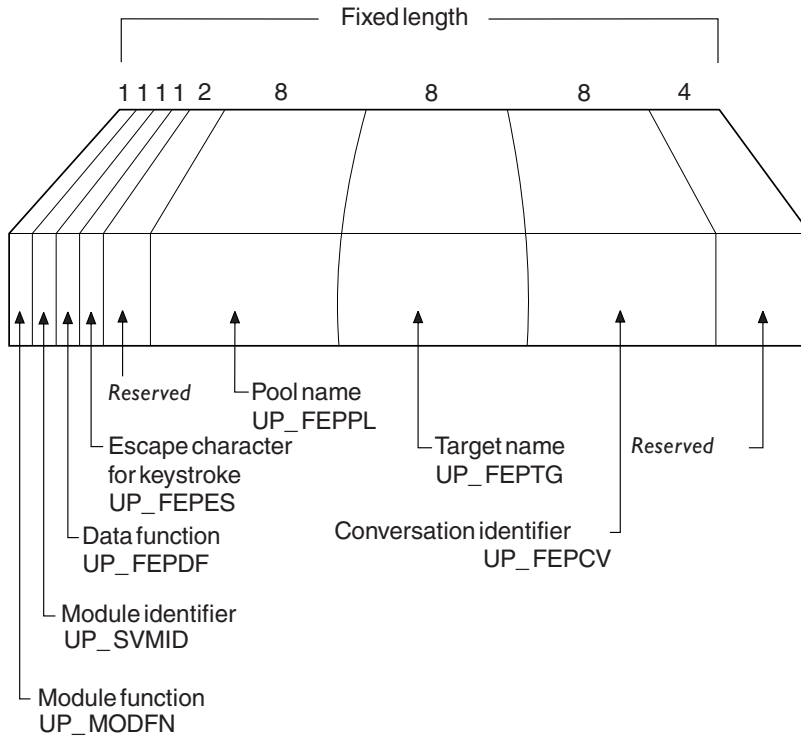 Fixed length
1 1 1 1 2 8 8 8 4
Reserved
Pool name
UP_FEPPL
Escape character
for keystroke
UP_FEPES
Target name
UP_FEPTG
Reserved
Data function
UP_FEPDF
Conversation identifier
UP_FEPCV
Module identifier
UP_SVMID
Module function
UP_MODFN